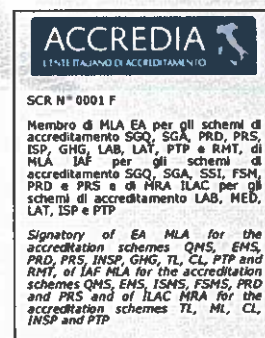 ACCREDIA
L'ENTE ITALIANO DI ACCREDITAMENTO
SCR N° 0001 F
Membro di MLA EA per gli schemi di
accreditamento SGQ, SGA, PRD, PRS,
ISP, GHG, LAB, LAT, PTP e RMT, di
MLA IAF per gli schemi di
accreditamento SGQ, SGA, SSI, FSM,
PRD e PRS e di MRA ILAC per gli
schemi di accreditamento LAB, MED,
LAT, ISP e PTP
Signatory of EA MLA for the
accreditation schemes QMS, EMS,
PRD, PRS, INSP, GHG, TL, CL, PTP and
RMT, of IAF MLA for the accreditation
schemes QMS, EMS, ISMS, FSMS, PRD
and PRS and of ILAC MRA for the
accreditation schemes TL, ML, CL,
INSP and PTP